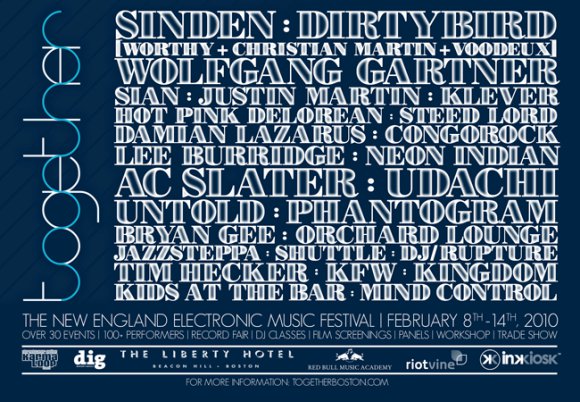 together
SINDEN : DIRTYBIRD
[WORTHY + CHRISTIAN MARTIN + VOODEUX]
WOLFGANG GARTNER
SIAN : JUSTIN MARTIN : KLEVER
HOT PINK DELOREAN : STEED LORD
DAMIAN LAZARUS : CONGOROCK
LEE BURRIDGE : NEON INDIAN
AC SLATER : UDACHI
UNTOLD : PHANTOGRAM
BRYAN GEE : ORCHARD LOUNGE
JAZZSTEPPA : SHUTTLE : DJ/RUPTURE
TIM HECKER : KFW : KINGDOM
KIDS AT THE BAR : MIND CONTROL
THE NEW ENGLAND ELECTRONIC MUSIC FESTIVAL | FEBRUARY 8TH -14TH, 2010
OVER 30 EVENTS | 100+ PERFORMERS | RECORD FAIR | DJ CLASSES | FILM SCREENINGS | PANELS | WORKSHOP | TRADE SHOW
dig
THE LIBERTY HOTEL
BEACON HILL · BOSTON
RED BULL MUSIC ACADEMY
riotvine
inkkiosk
FOR MORE INFORMATION: TOGETHERBOSTON.COM